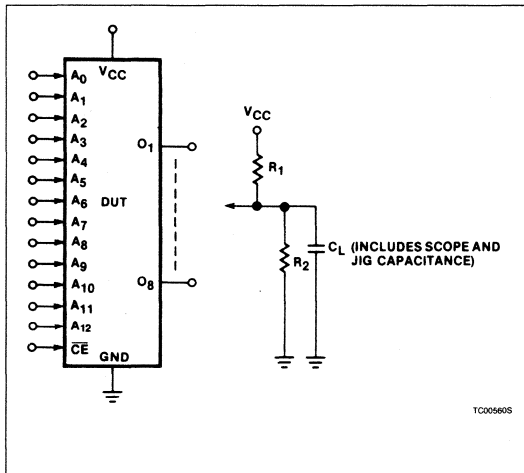 VCC
A0
A1
A2
A3
A4
A5
A6
A7
A8
A9
A10
A11
A12
CE
DUT
GND
O1
O8
VCC
R1
R2
CL (INCLUDES SCOPE AND
JIG CAPACITANCE)
TC00560S